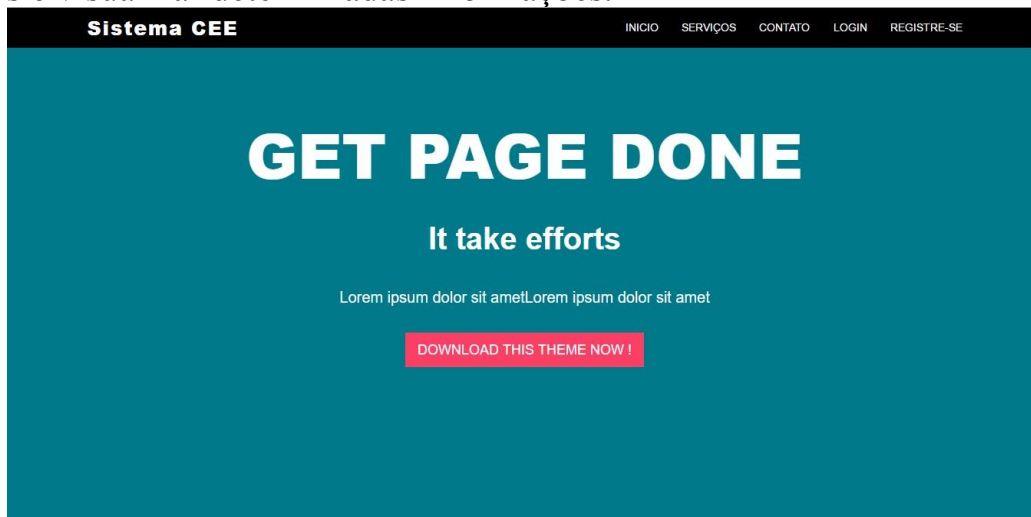 Sistema CEE
INICIO SERVIÇOS CONTATO LOGIN REGISTRE-SE
GET PAGE DONE
It take efforts
Lorem ipsum dolor sit ametLorem ipsum dolor sit amet
DOWNLOAD THIS THEME NOW !